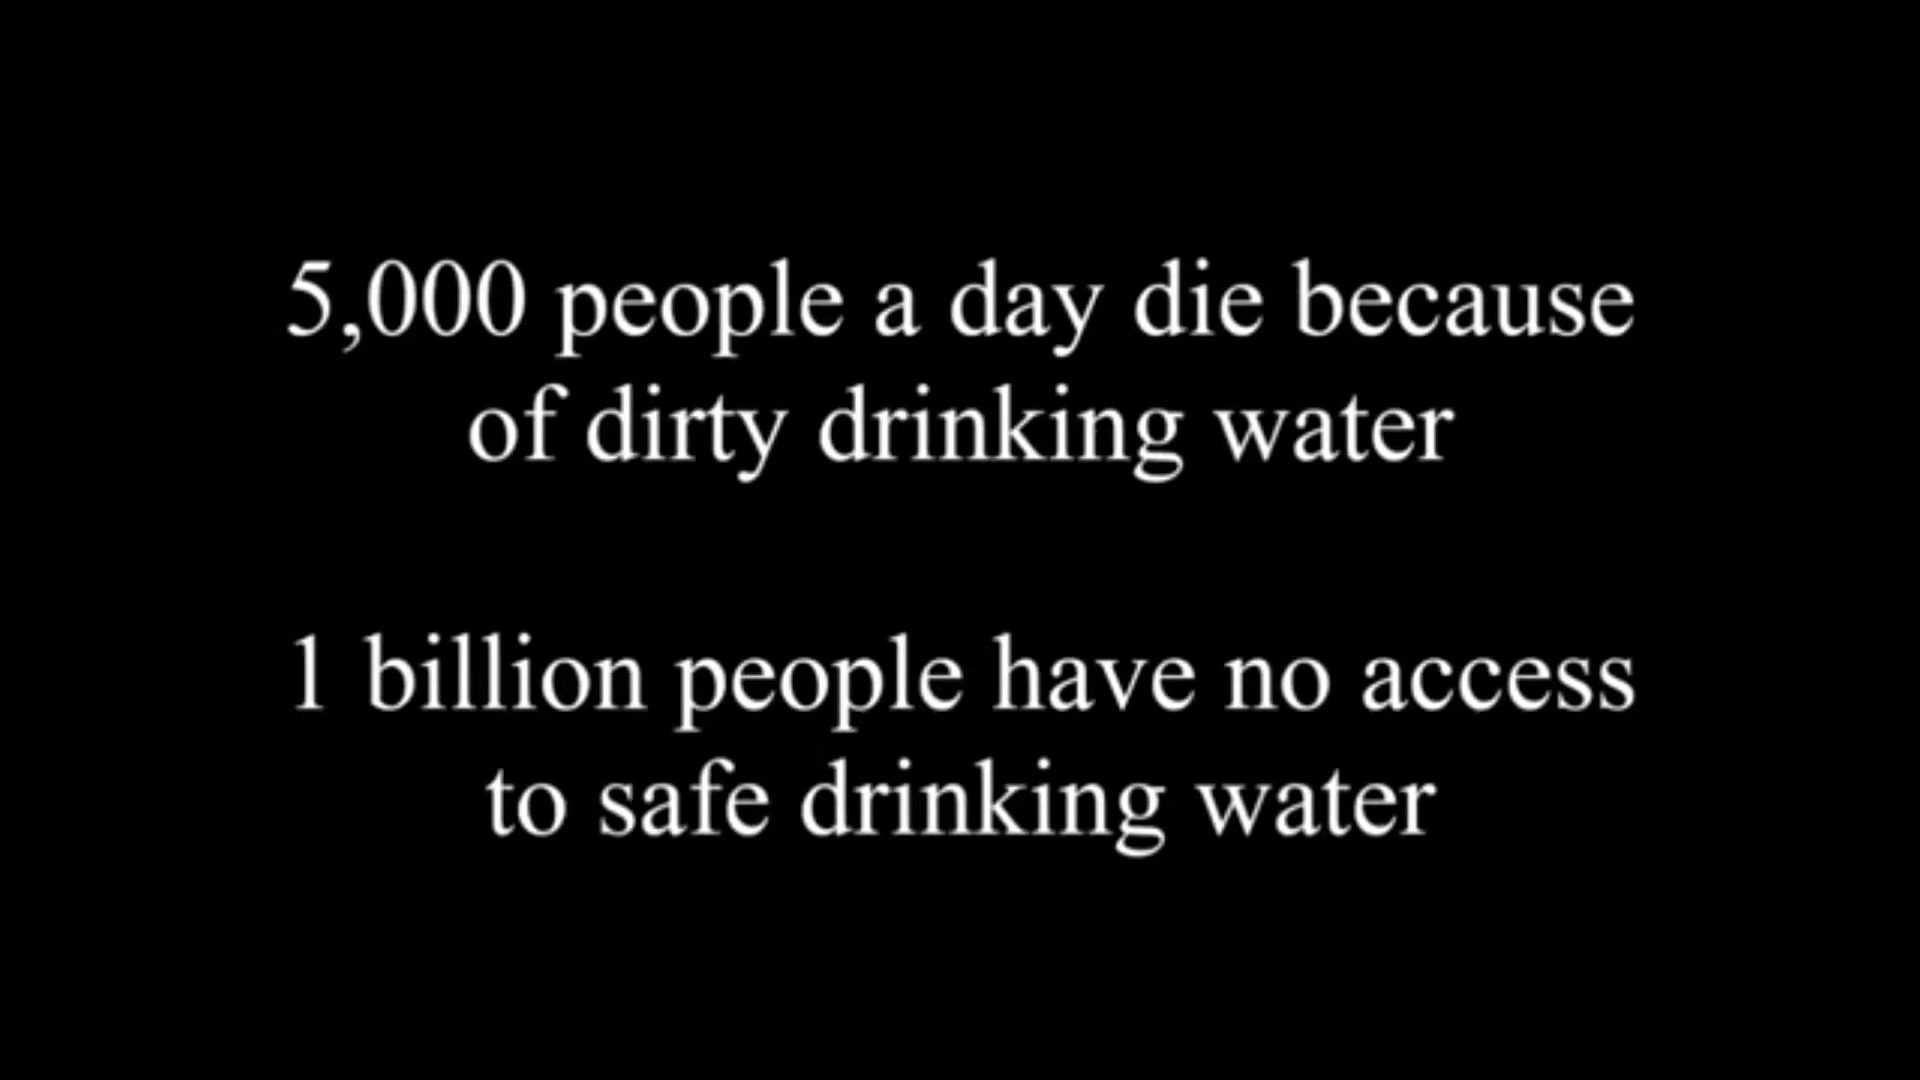 5,000 people a day die because
of dirty drinking water
1 billion people have no access
to safe drinking water